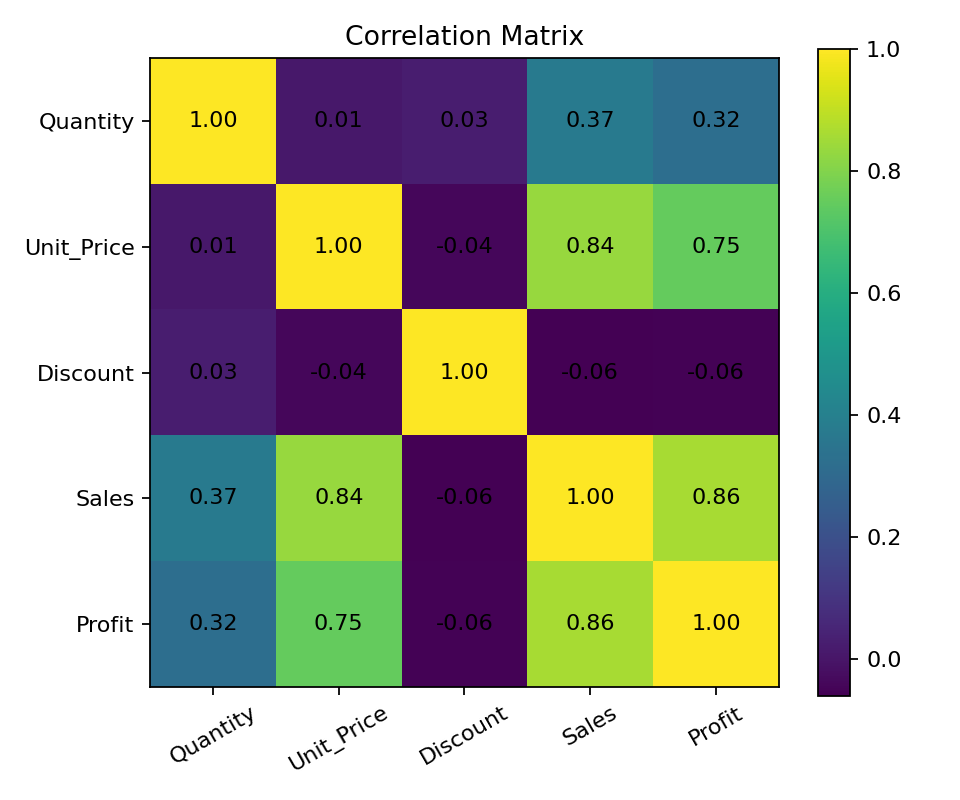 Correlation Matrix
Quantity 1.00 0.01 0.03 0.37 0.32
Unit_Price 0.01 1.00 -0.04 0.84 0.75
Discount 0.03 -0.04 1.00 -0.06 -0.06
Sales 0.37 0.84 -0.06 1.00 0.86
Profit 0.32 0.75 -0.06 0.86 1.00
Quantity Unit_Price Discount Sales Profit
1.0
0.8
0.6
0.4
0.2
0.0